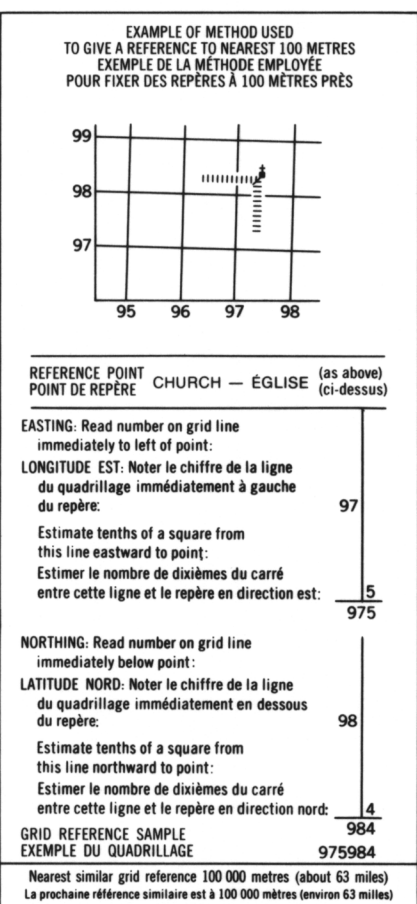 EXAMPLE OF METHOD USED
TO GIVE A REFERENCE TO NEAREST 100 METRES
EXEMPLE DE LA MÉTHODE EMPLOYÉE
POUR FIXER DES REPÈRES À 100 MÈTRES PRÈS
99
98
97
95 96 97 98
REFERENCE POINT
POINT DE REPÈRE
CHURCH — ÉGLISE
(as above)
(ci-dessus)
EASTING: Read number on grid line
immediately to left of point:
LONGITUDE EST: Noter le chiffre de la ligne
du quadrillage immédiatement à gauche
du repère: 97
Estimate tenths of a square from
this line eastward to point:
Estimer le nombre de dixièmes du carré
entre cette ligne et le repère en direction est: 5
975
NORTHING: Read number on grid line
immediately below point:
LATITUDE NORD: Noter le chiffre de la ligne
du quadrillage immédiatement en dessous
du repère: 98
Estimate tenths of a square from
this line northward to point:
Estimer le nombre de dixièmes du carré
entre cette ligne et le repère en direction nord: 4
984
GRID REFERENCE SAMPLE
EXEMPLE DU QUADRILLAGE 975984
Nearest similar grid reference 100 000 metres (about 63 miles)
La prochaine référence similaire est à 100 000 mètres (environ 63 milles)